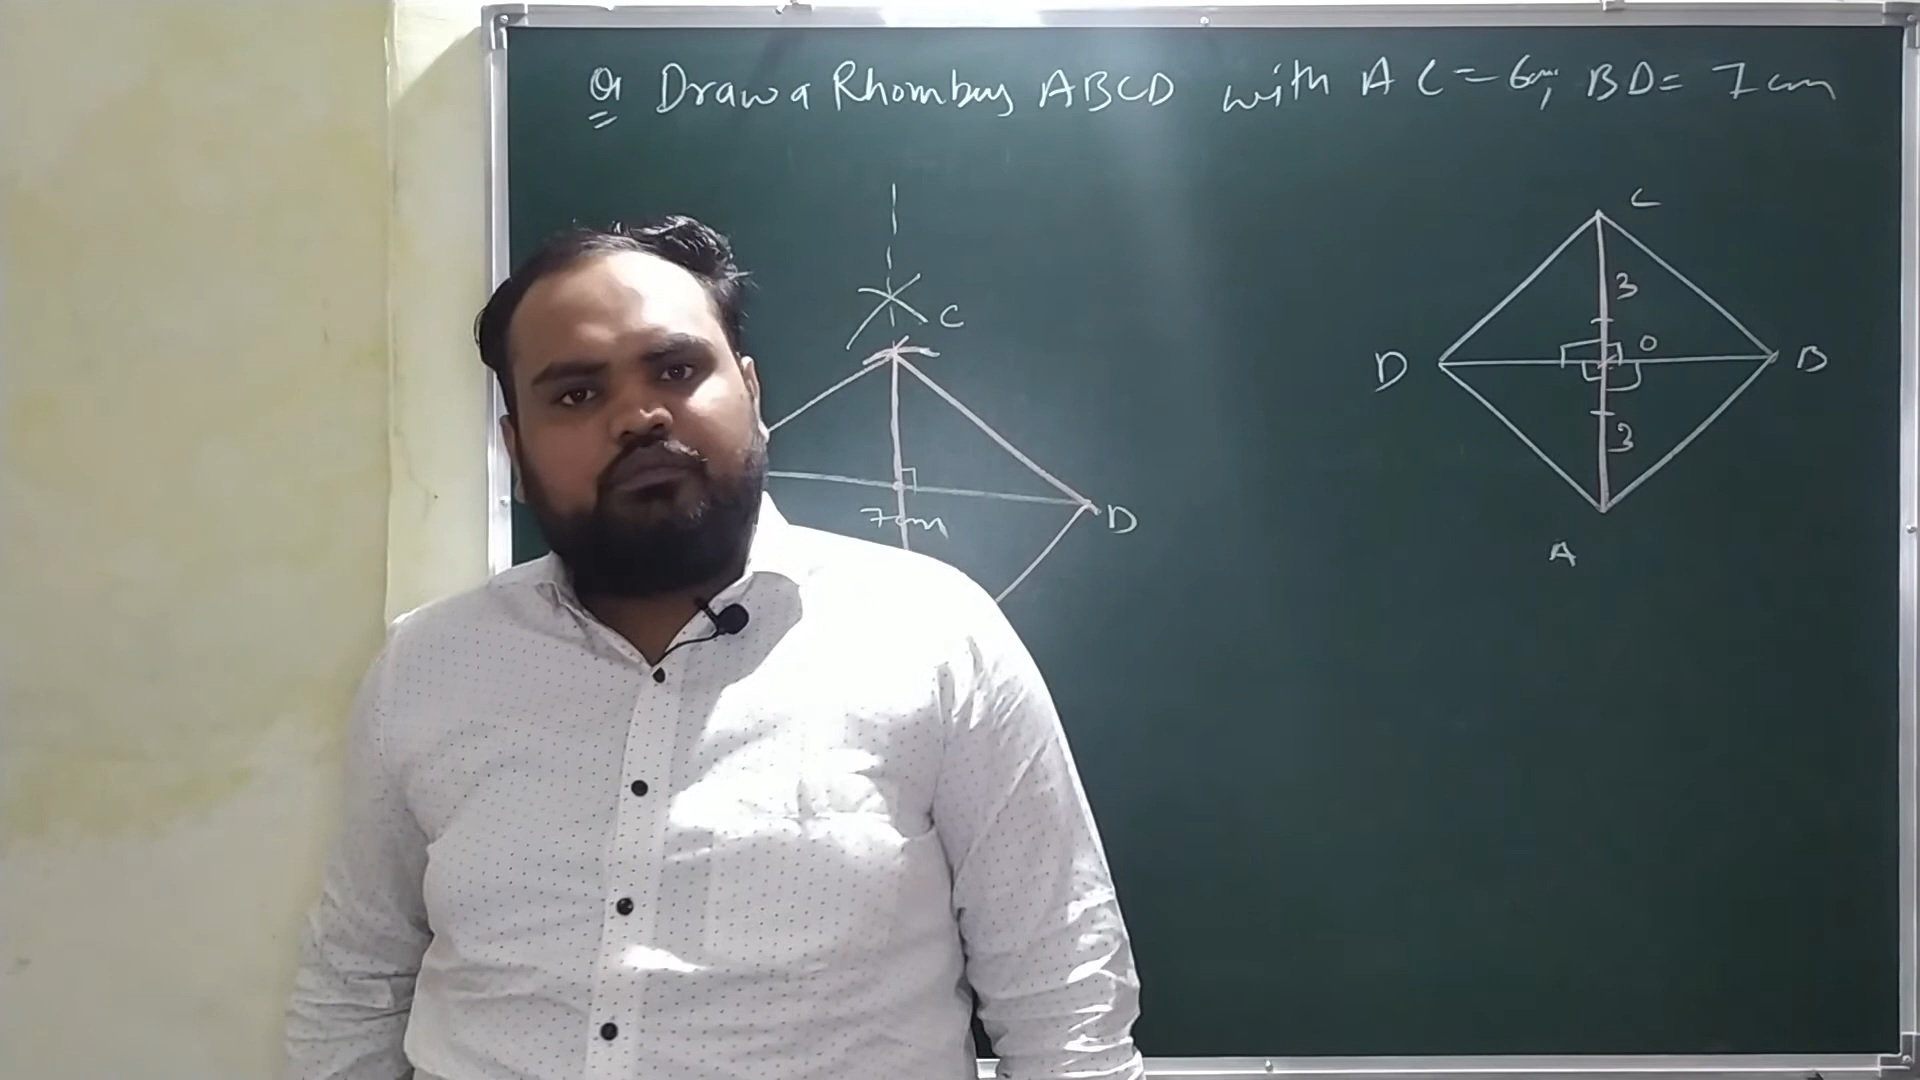 Q Draw a Rhombus ABCD with AC = 6cm, BD = 7cm
C
D
7cm
C
3
O
D
B
3
A